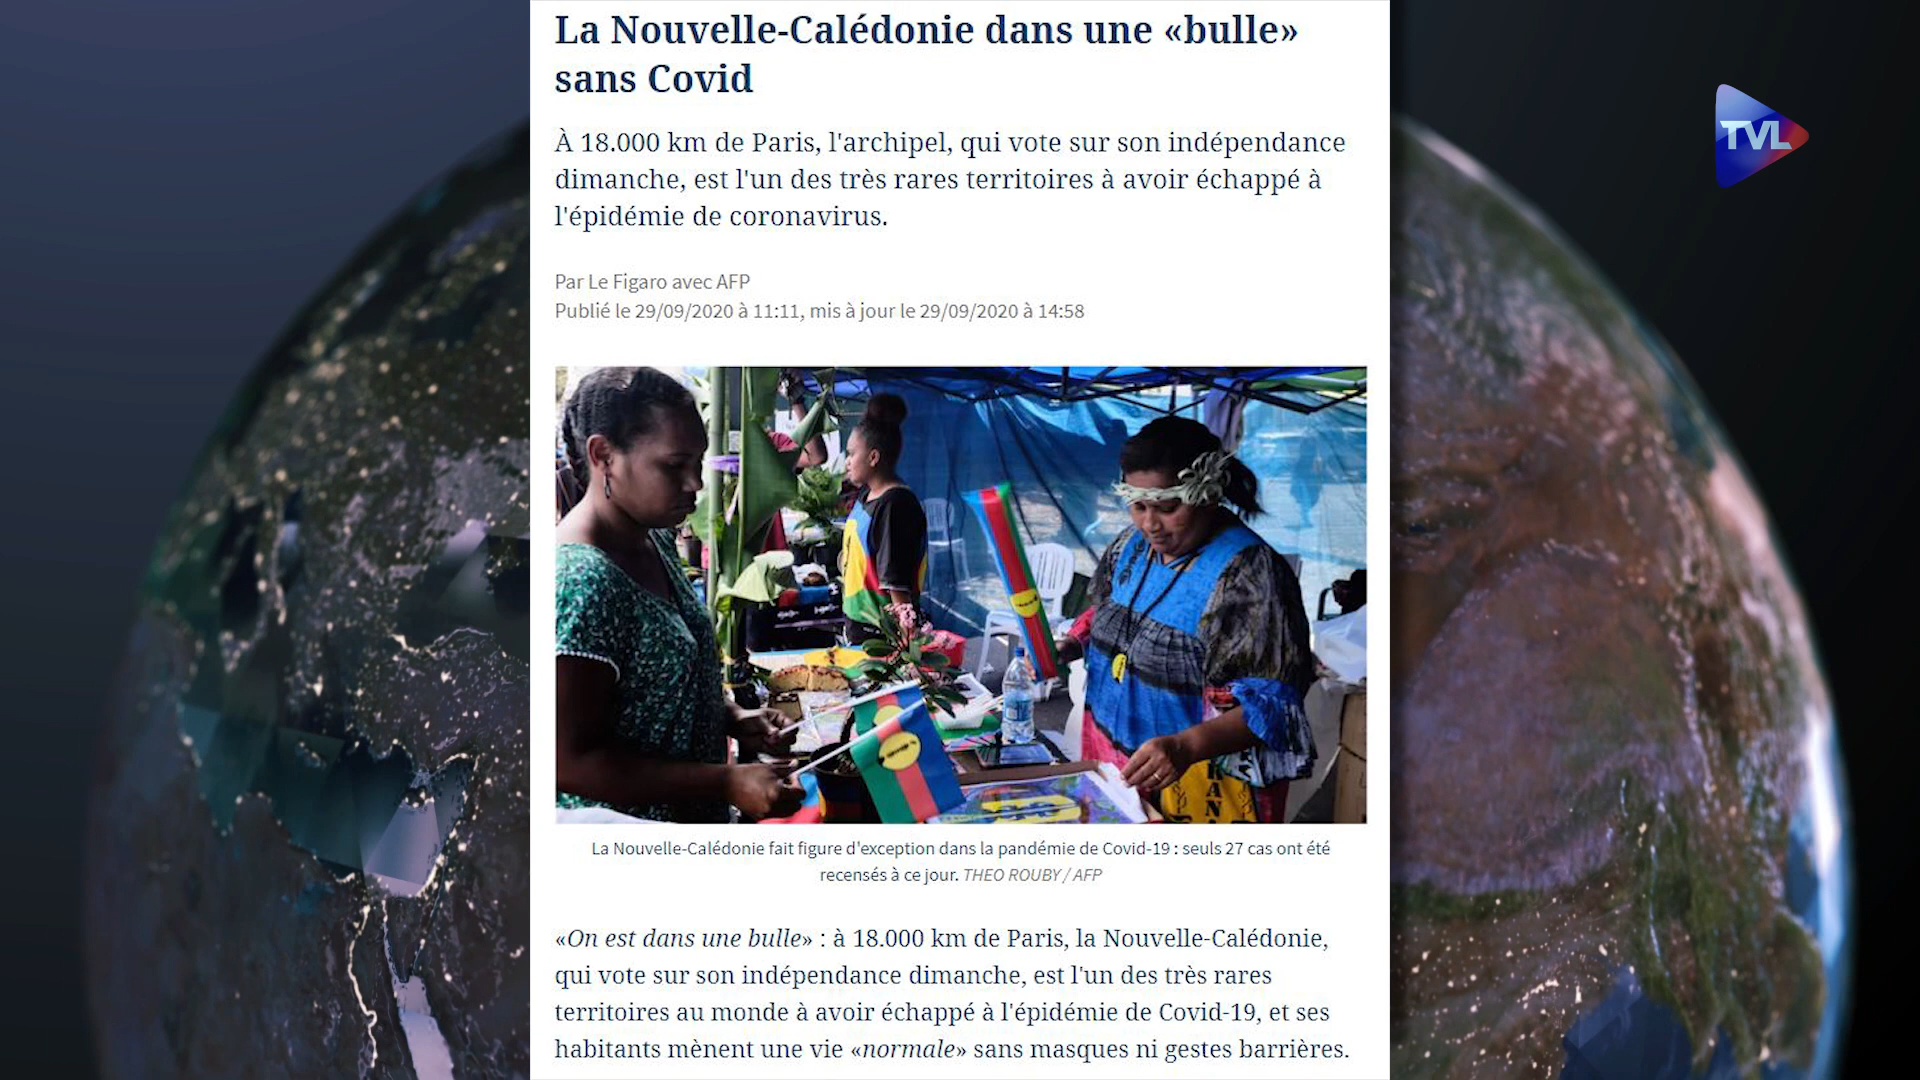 La Nouvelle-Calédonie dans une «bulle»
sans Covid
TVL
À 18.000 km de Paris, l'archipel, qui vote sur son indépendance
dimanche, est l'un des très rares territoires à avoir échappé à
l'épidémie de coronavirus.
Par Le Figaro avec AFP
Publié le 29/09/2020 à 11:11, mis à jour le 29/09/2020 à 14:58
La Nouvelle-Calédonie fait figure d'exception dans la pandémie de Covid-19 : seuls 27 cas ont été
recensés à ce jour. THEO ROUBY / AFP
«On est dans une bulle» : à 18.000 km de Paris, la Nouvelle-Calédonie,
qui vote sur son indépendance dimanche, est l'un des très rares
territoires au monde à avoir échappé à l'épidémie de Covid-19, et ses
habitants mènent une vie «normale» sans masques ni gestes barrières.